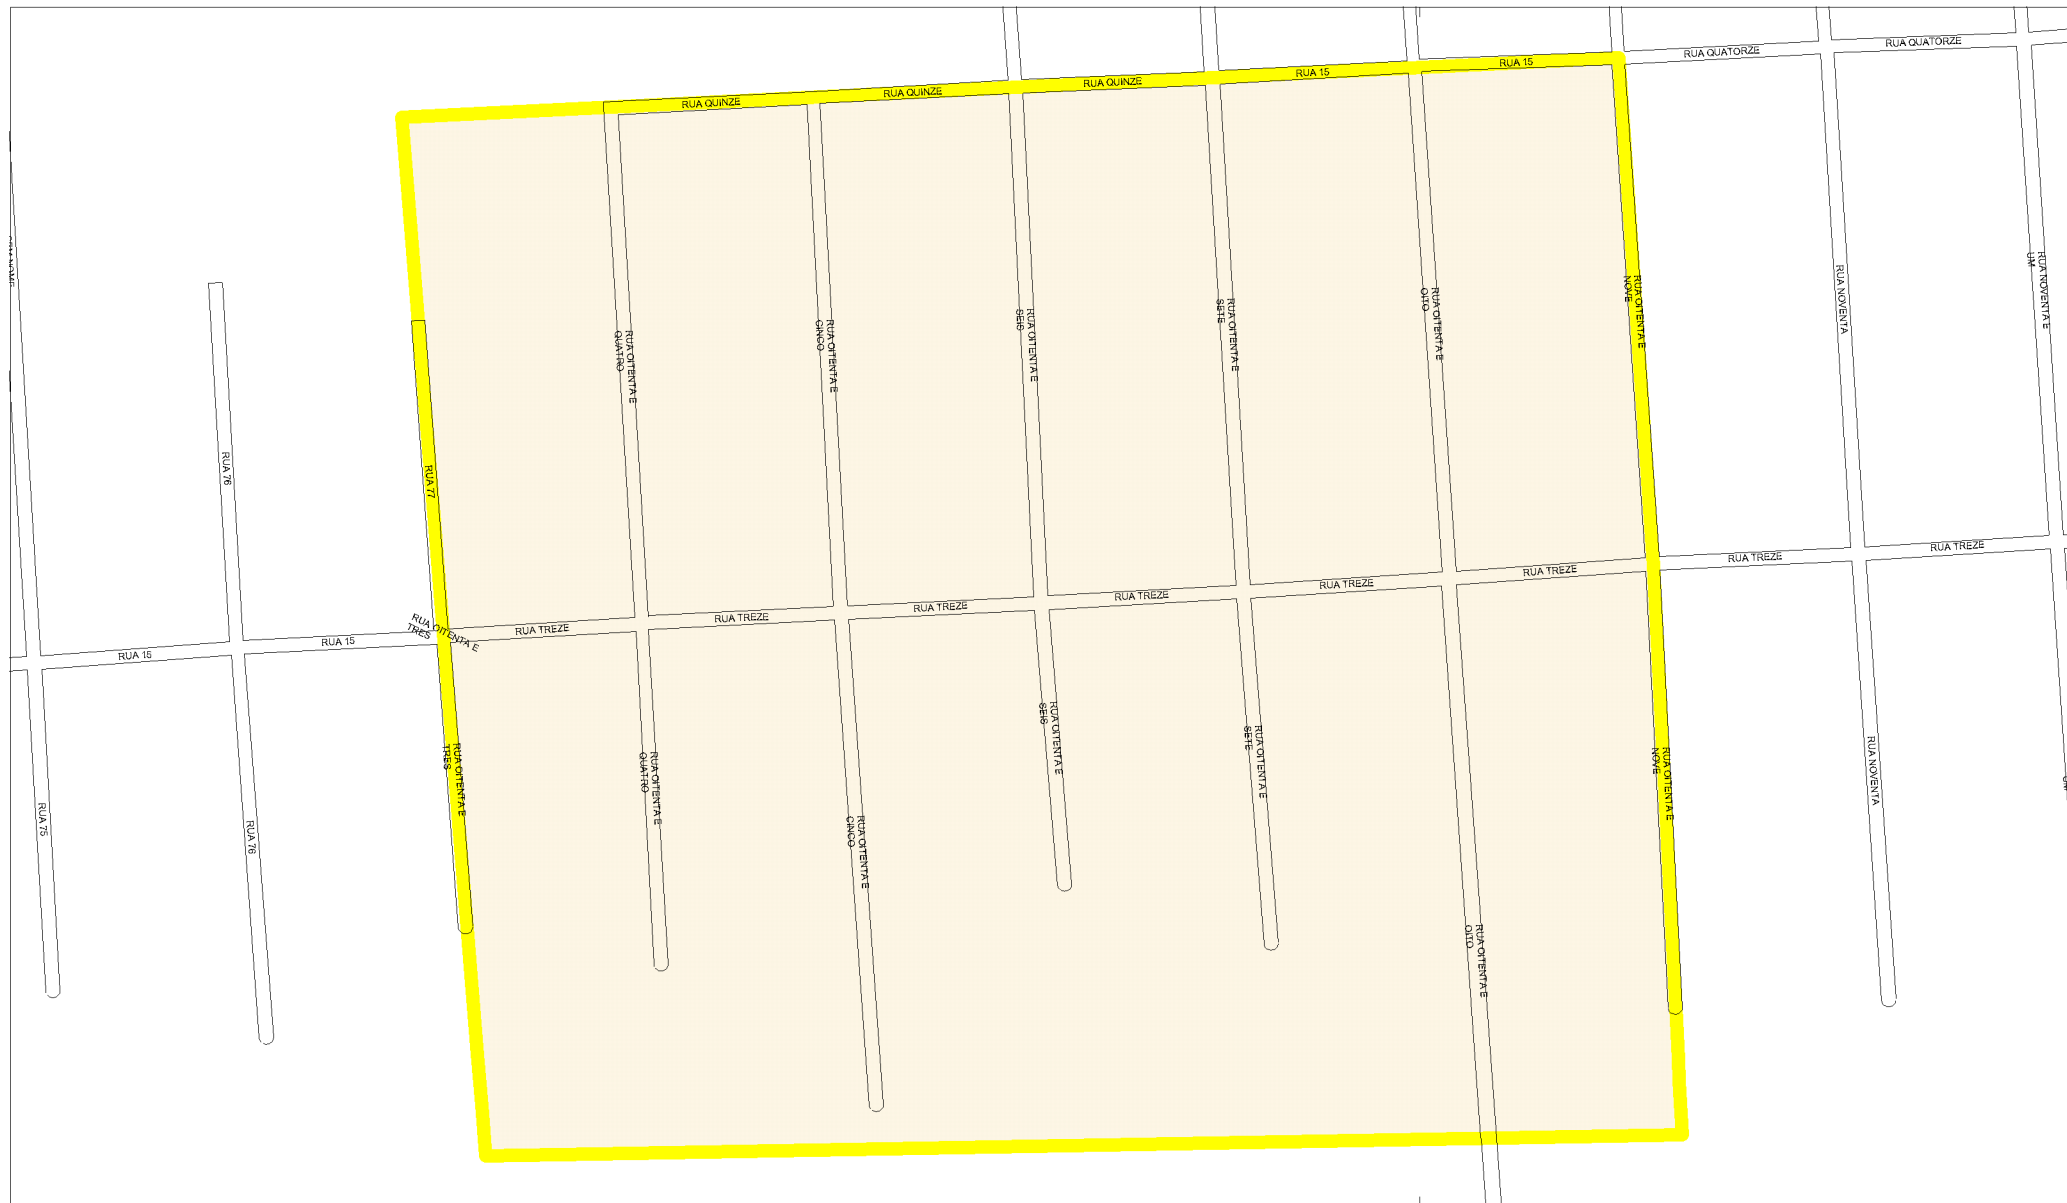 RUA QUATORZE
RUA QUATORZE
RUA 15
RUA 15
RUA QUINZE
RUA QUINZE
RUA QUINZE
RUA NOVENTA E
UM
RUA NOVENTA
RUA OITENTA E
NOVE
RUA OITENTA E
OITO
RUA OITENTA E
SETE
RUA OITENTA E
SEIS
RUA OITENTA E
CINCO
RUA OITENTA E
QUATRO
RUA 77
RUA 76
RUA TREZE
RUA TREZE
RUA TREZE
RUA TREZE
RUA TREZE
RUA TREZE
RUA TREZE
RUA TREZE
RUA OITENTA E
TRES
RUA 15
RUA 15
RUA OITENTA E
SEIS
RUA OITENTA E
SETE
RUA NOVENTA
RUA OITENTA E
NOVE
RUA OITENTA E
TRES
RUA OITENTA E
QUATRO
RUA 75
RUA 76
RUA OITENTA E
CINCO
RUA OITENTA E
OITO